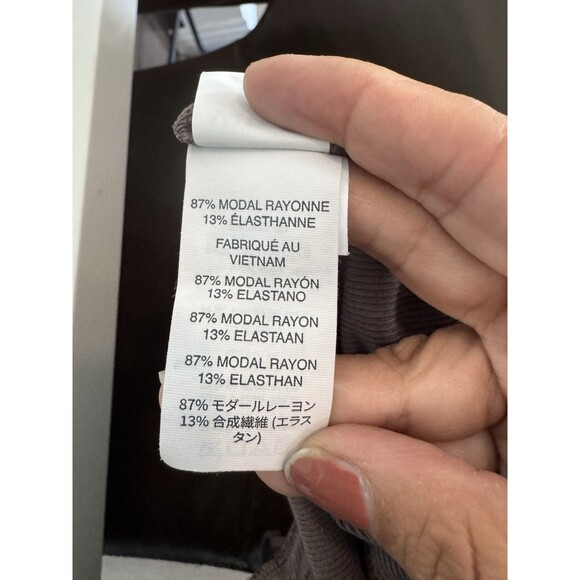 87% MODAL RAYONNE
13% ÉLASTHANNE
FABRIQUÉ AU
VIETNAM
87% MODAL RAYÓN
13% ELASTANO
87% MODAL RAYON
13% ELASTAAN
87% MODAL RAYON
13% ELASTHAN
87% モダールレーヨン
13% 合成繊維 (エラス
タン)